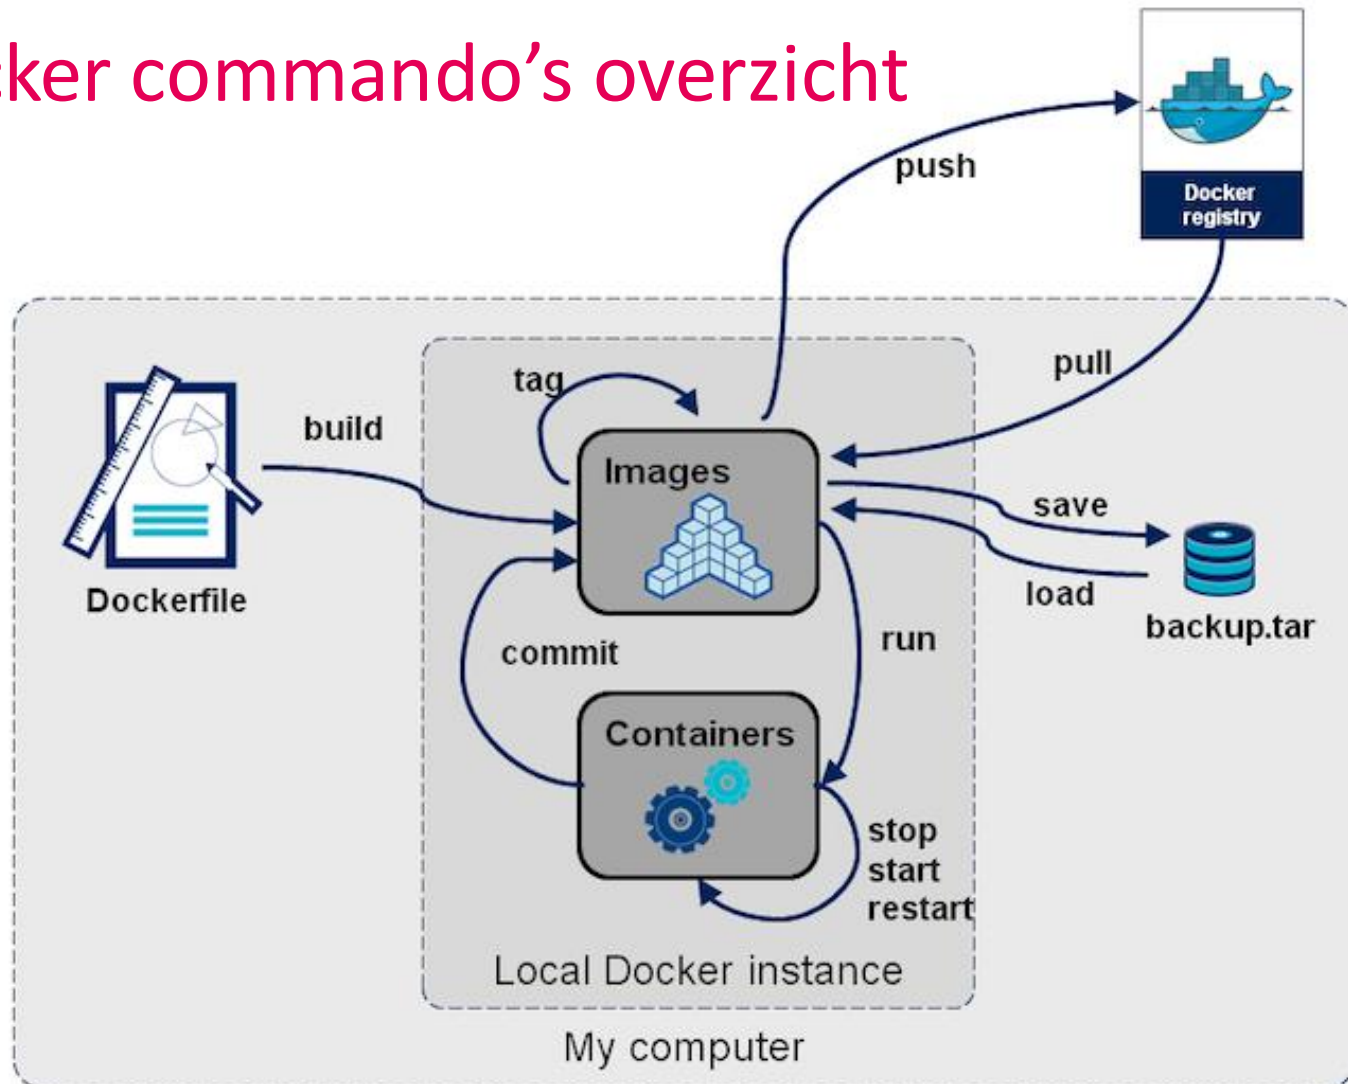 cker commando’s overzicht
push
Docker
registry
pull
tag
build
Images
save
load
Dockerfile
backup.tar
commit
run
Containers
stop
start
restart
Local Docker instance
My computer